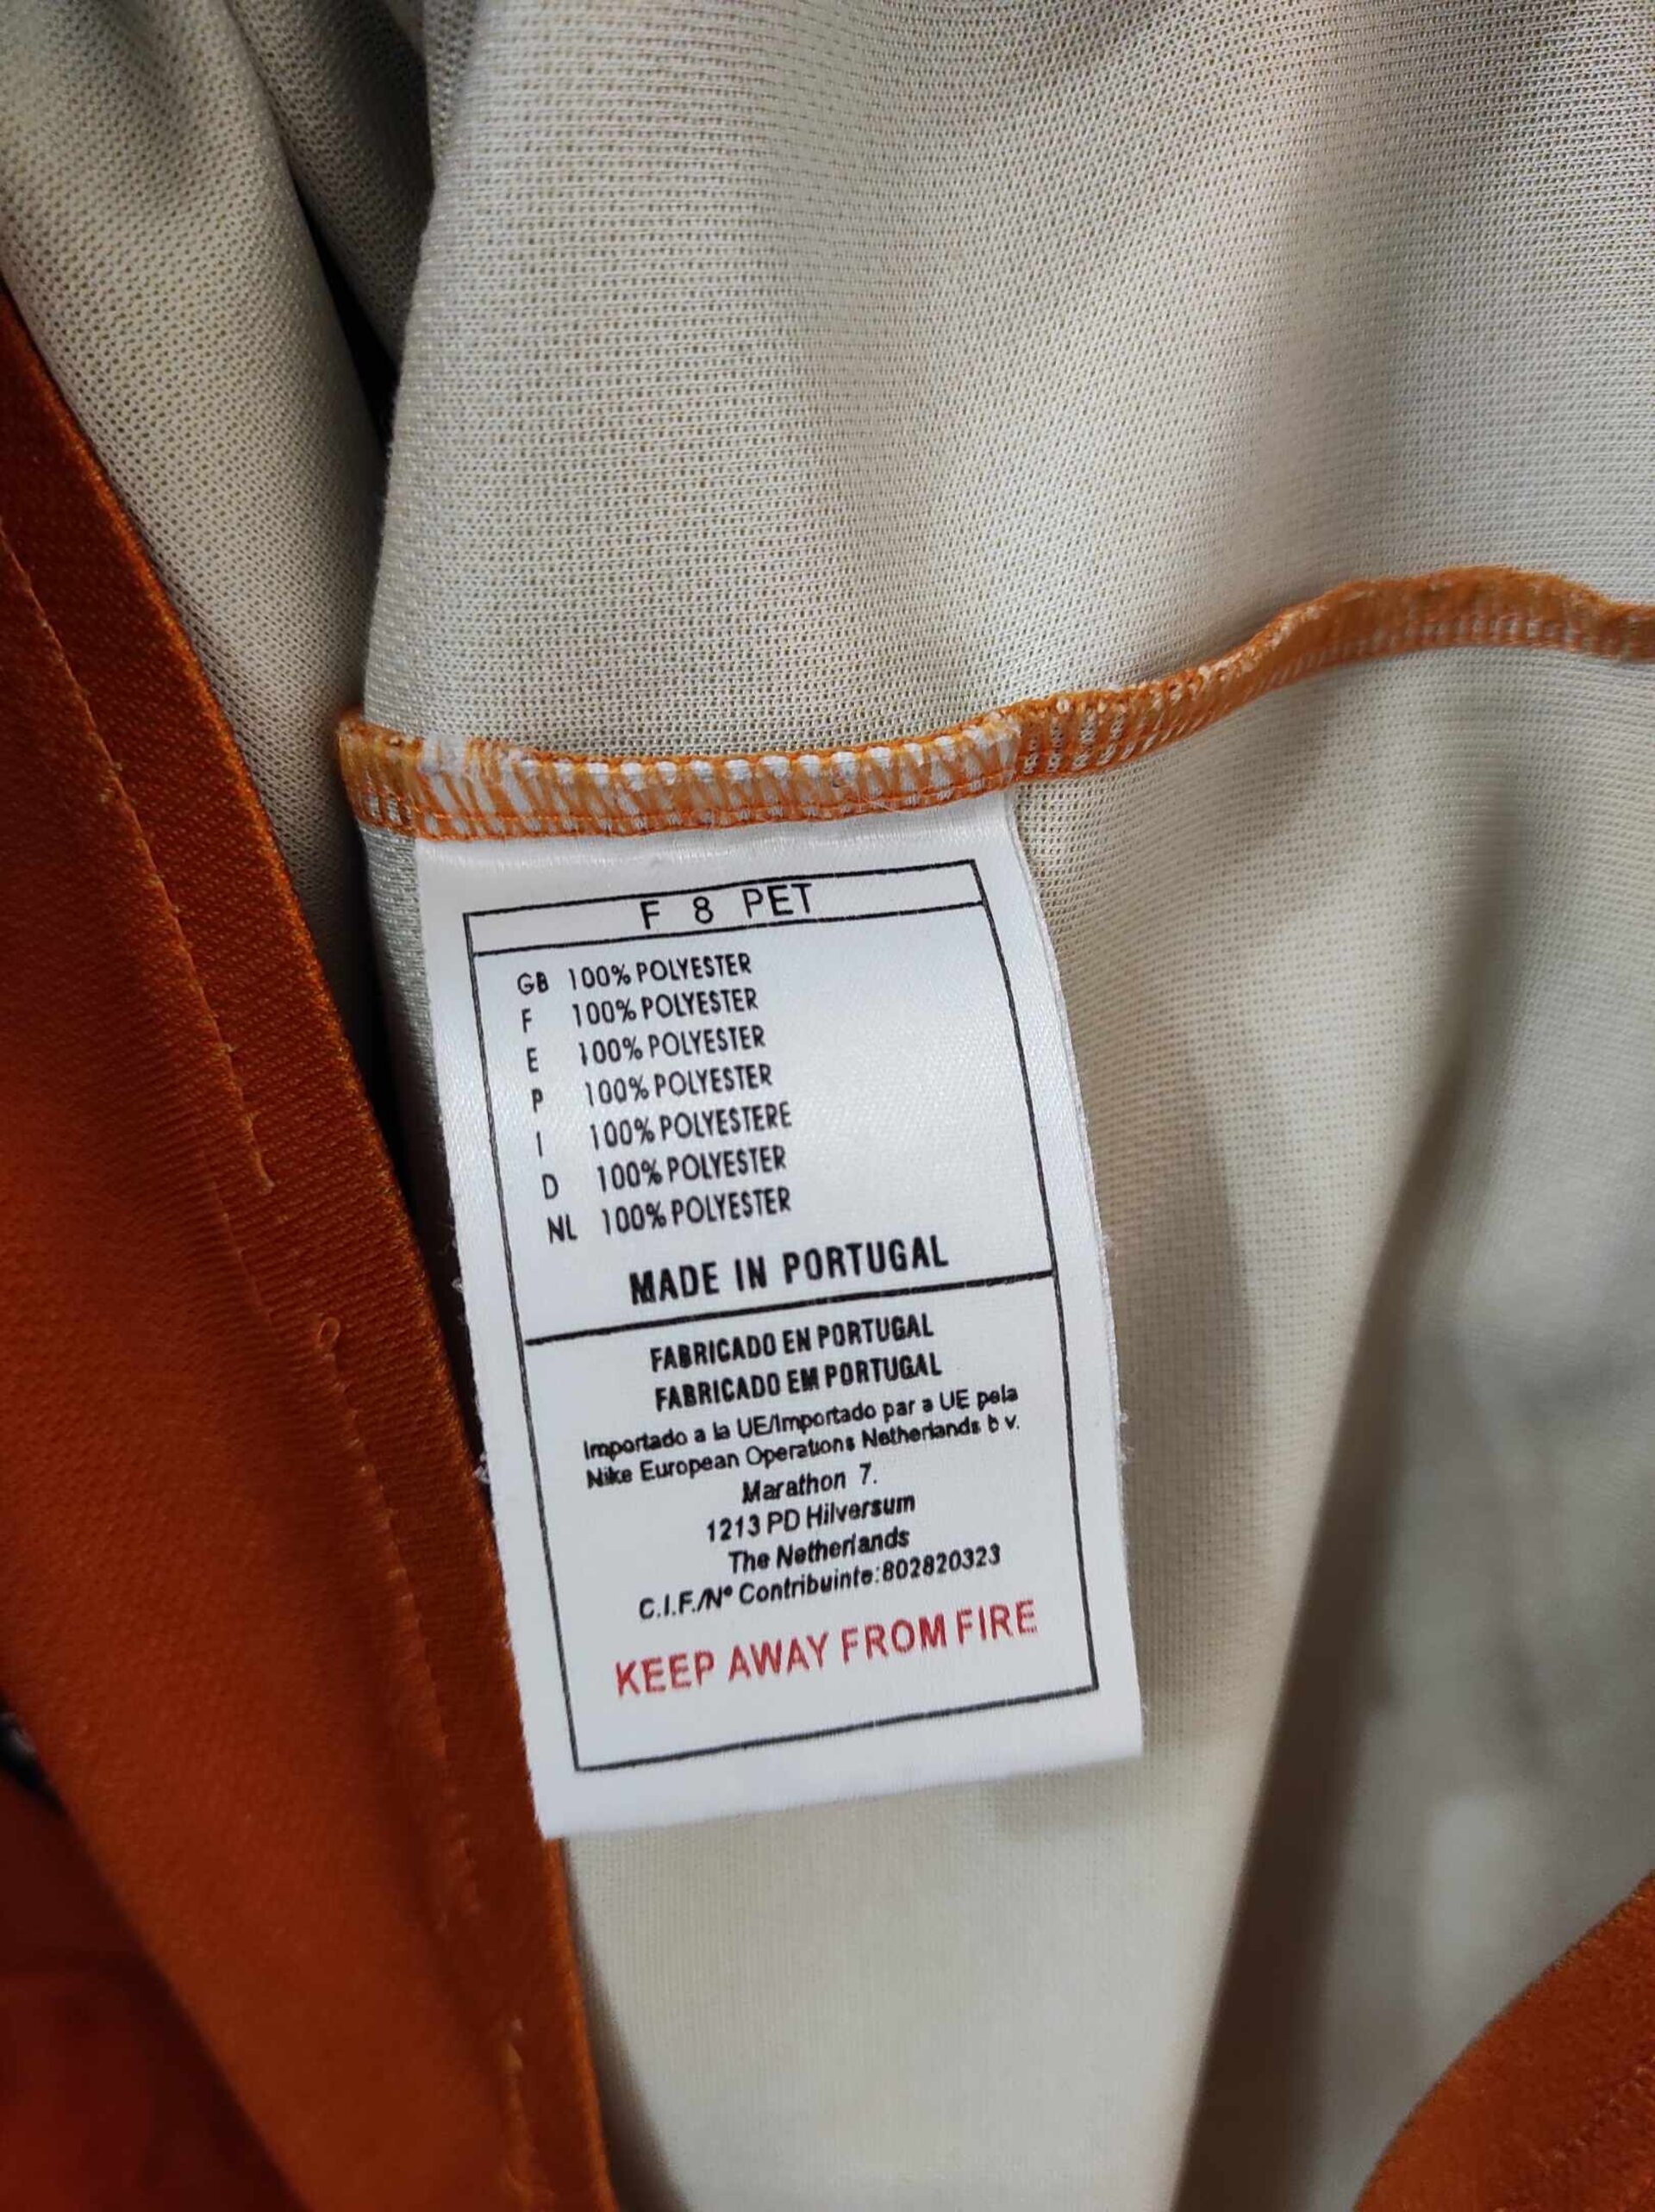 F 8 PET
GB 100% POLYESTER
F 100% POLYESTER
E 100% POLYESTER
P 100% POLYESTER
I 100% POLYESTERE
D 100% POLYESTER
NL 100% POLYESTER
MADE IN PORTUGAL
FABRICADO EN PORTUGAL
FABRICADO EM PORTUGAL
Importado a la UE/Importado par a UE pela
Nike European Operations Netherlands b v.
Marathon 7.
1213 PD Hilversum
The Netherlands
C.I.F./Nº Contribuinte:802820323
KEEP AWAY FROM FIRE